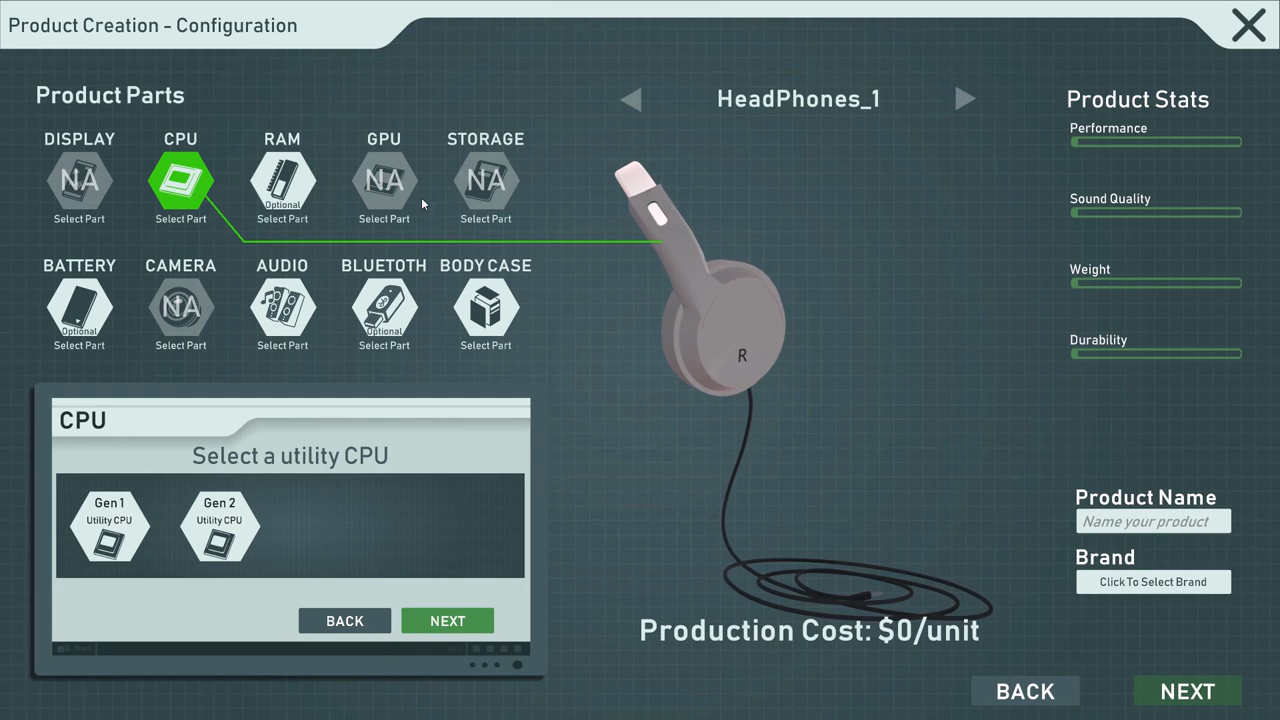 Product Creation - Configuration
Product Parts
HeadPhones_1
Product Stats
DISPLAY CPU RAM GPU STORAGE
NA NA NA
Optional
Select Part Select Part Select Part Select Part Select Part
BATTERY CAMERA AUDIO BLUETOTH BODY CASE
NA
Optional Optional
Select Part Select Part Select Part Select Part Select Part
Performance
Sound Quality
Weight
Durability
R
CPU
Select a utility CPU
Gen 1 Gen 2
Utility CPU Utility CPU
BACK NEXT
Start
Product Name
Name your product
Brand
Click To Select Brand
Production Cost: $0/unit
BACK NEXT